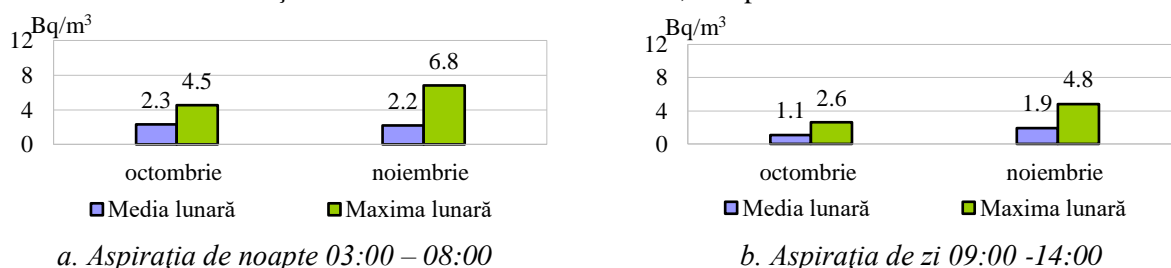 Bq/m³
12
8
4
0
2.3
4.5
2.2
6.8
octombrie
noiembrie
Media lunară
Maxima lunară
a. Aspiraţia de noapte 03:00 – 08:00
Bq/m³
12
8
4
0
1.1
2.6
1.9
4.8
octombrie
noiembrie
Media lunară
Maxima lunară
b. Aspiraţia de zi 09:00 -14:00